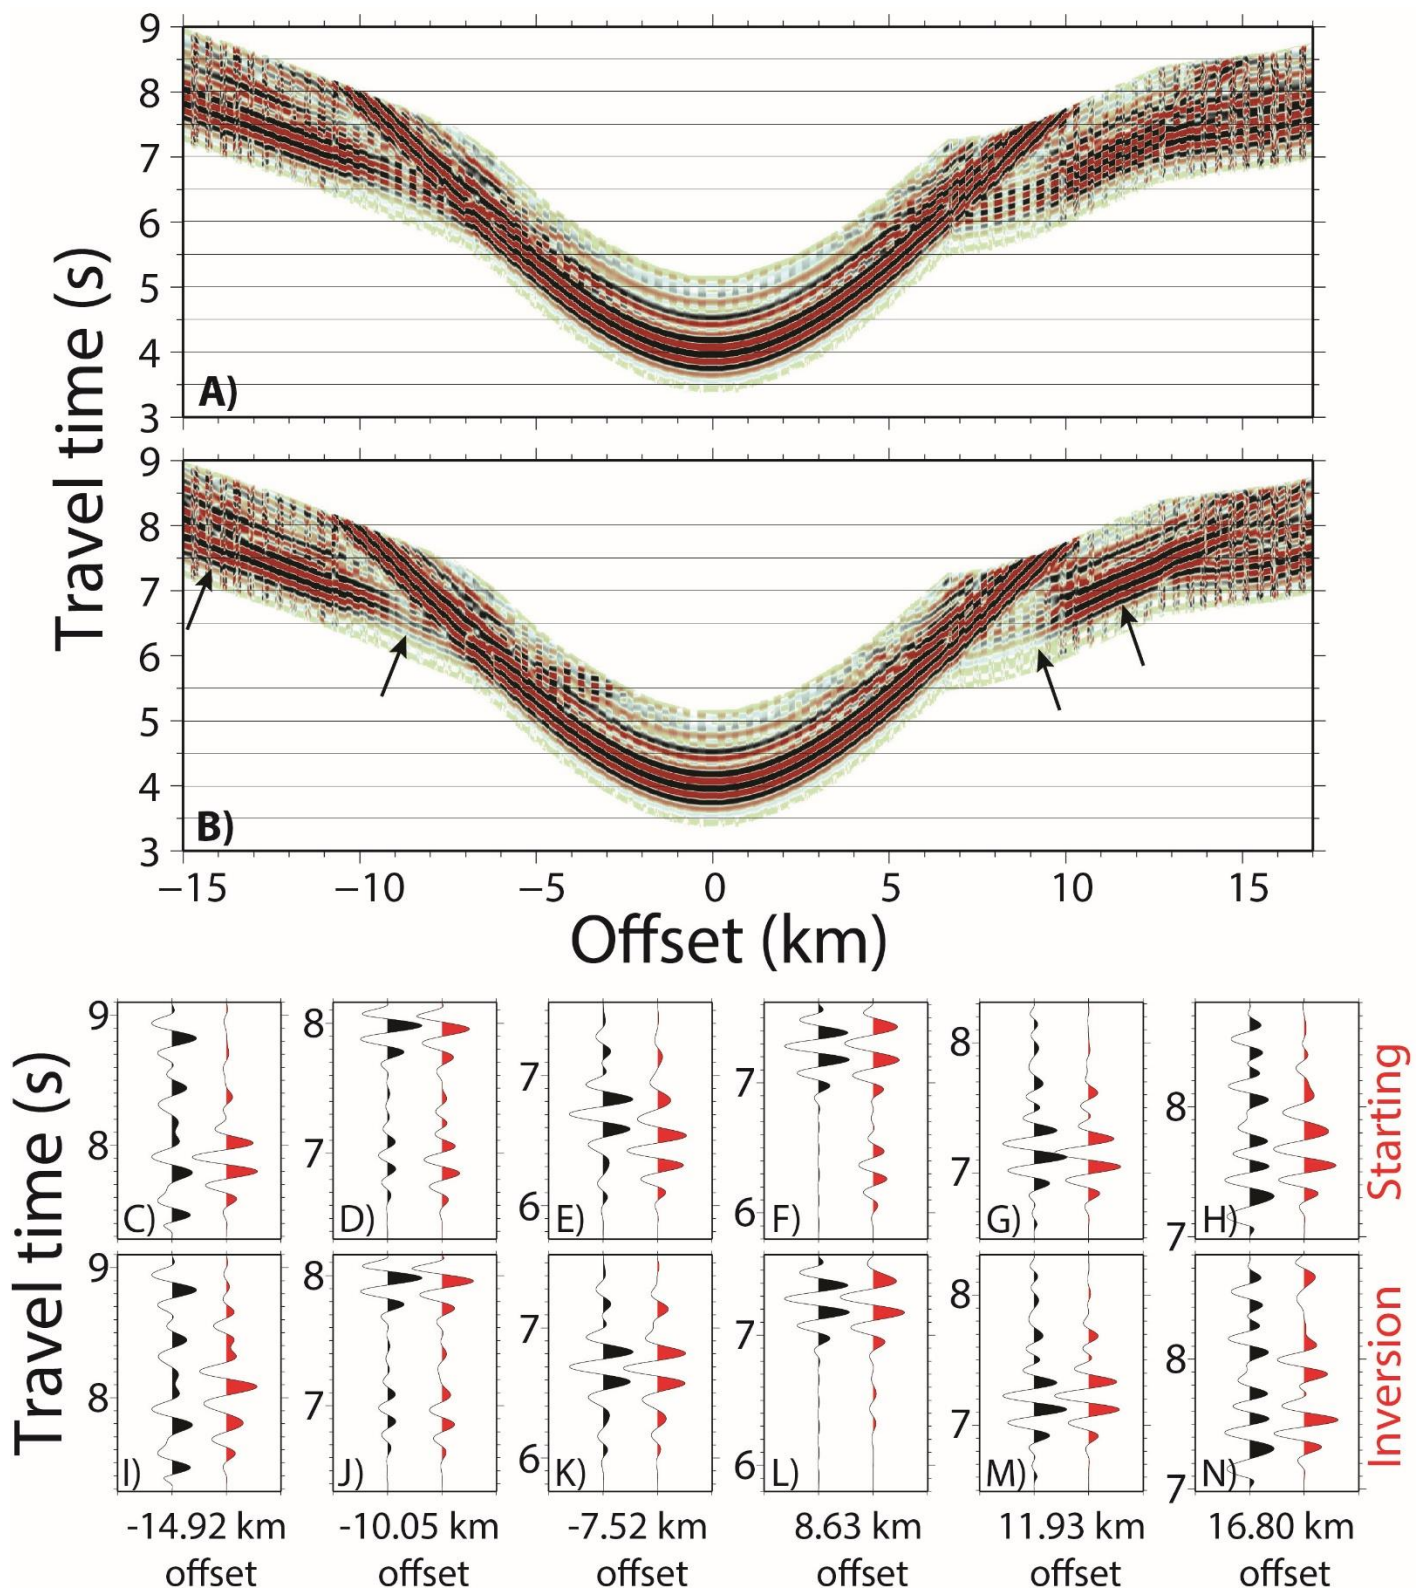 Travel time (s)
9
8
7
6
5
4
3
A)
9
8
7
6
5
4
3
B)
−15 −10 −5 0 5 10 15
Offset (km)
Travel time (s)
9
8
C)
8
7
D)
7
6
E)
7
6
F)
8
7
G)
8
7
H)
Starting
Travel time (s)
9
8
I)
8
7
J)
7
6
K)
7
6
L)
8
7
M)
8
7
N)
Inversion
-14.92 km -10.05 km -7.52 km 8.63 km 11.93 km 16.80 km
offset offset offset offset offset offset